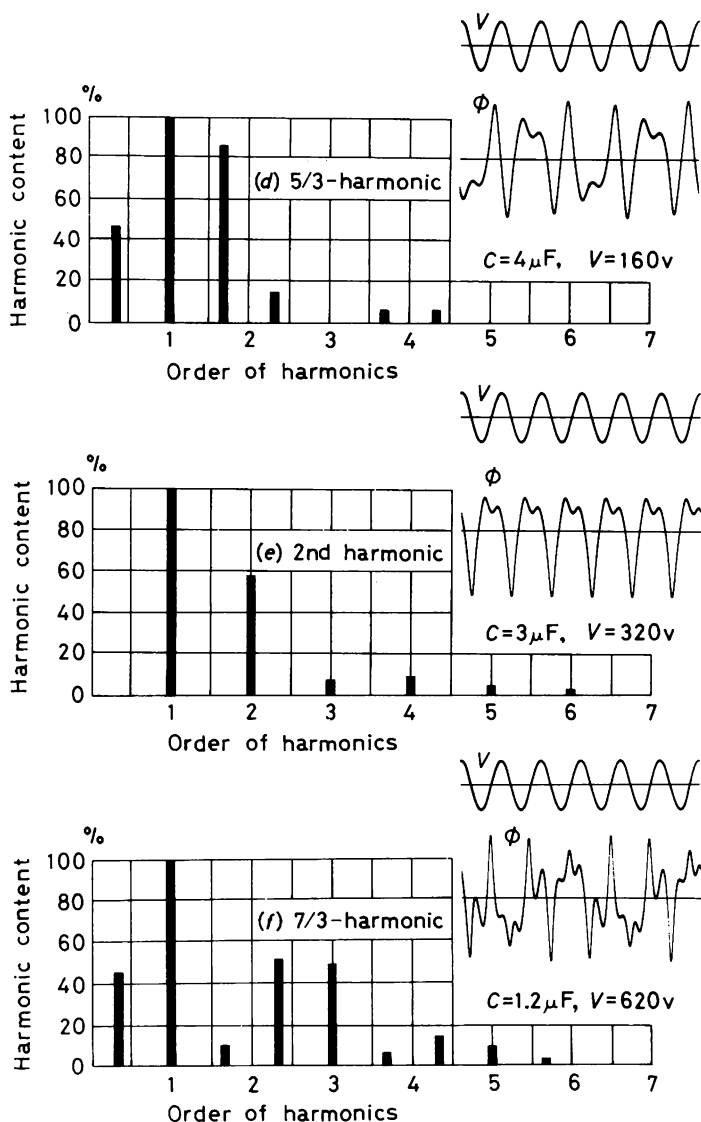 V
%
Φ
100
80
60
40
20
0
Harmonic content
(d) 5/3-harmonic
C=4μF, V=160v
1 2 3 4 5 6 7
Order of harmonics
V
%
Φ
100
80
60
40
20
0
Harmonic content
(e) 2nd harmonic
C=3μF, V=320v
1 2 3 4 5 6 7
Order of harmonics
V
%
Φ
100
80
60
40
20
0
Harmonic content
(f) 7/3-harmonic
C=1.2μF, V=620v
1 2 3 4 5 6 7
Order of harmonics